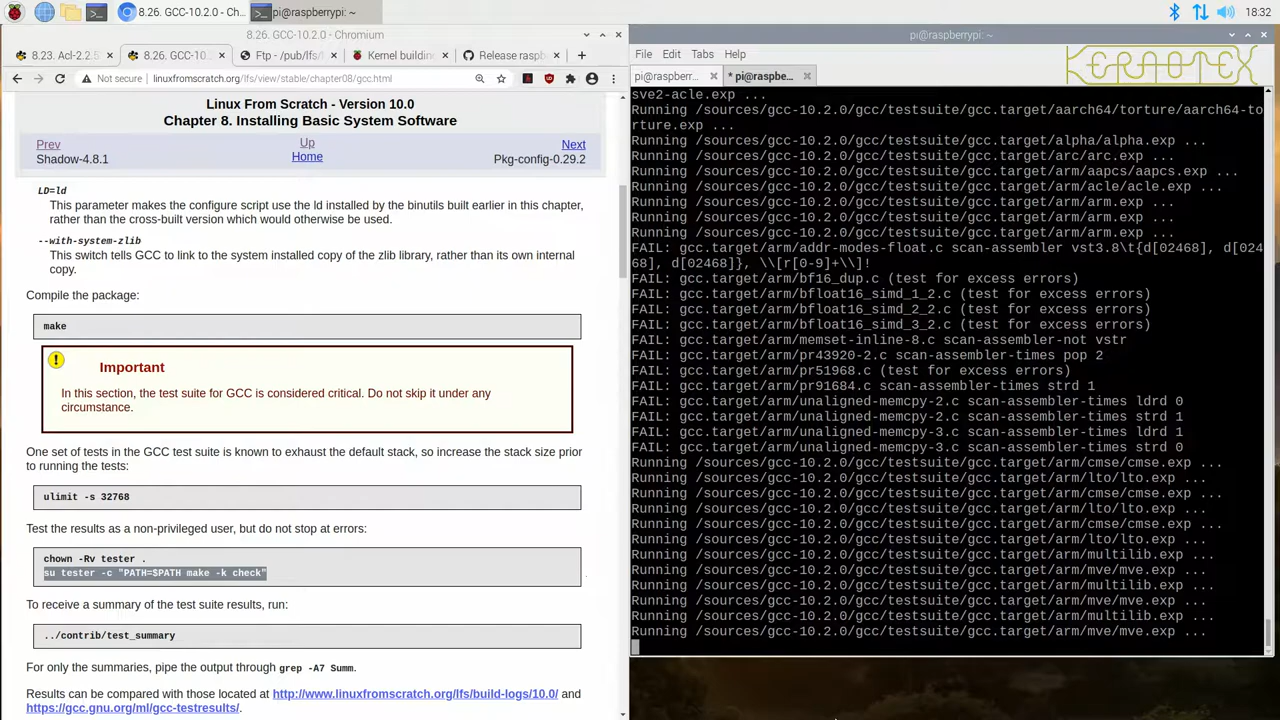 8.26. GCC-10.2.0 - Ch...
pi@raspberrypi: ~
18:32
8.26. GCC-10.2.0 - Chromium
8.23. Acl-2.2.5
8.26. GCC-10
Ftp - pub/lfs/
Kernel building
Release raspb
Not secure
linuxfromscratch.org/lfs/view/stable/chapter08/gcc.html
Linux From Scratch - Version 10.0
Chapter 8. Installing Basic System Software
Prev
Up
Next
Shadow-4.8.1
Home
Pkg-config-0.29.2
LD=ld
This parameter makes the configure script use the ld installed by the binutils built earlier in this chapter,
rather than the cross-built version which would otherwise be used.
--with-system-zlib
This switch tells GCC to link to the system installed copy of the zlib library, rather than its own internal
copy.
Compile the package:
make
Important
In this section, the test suite for GCC is considered critical. Do not skip it under any
circumstance.
One set of tests in the GCC test suite is known to exhaust the default stack, so increase the stack size prior
to running the tests:
ulimit -s 32768
Test the results as a non-privileged user, but do not stop at errors:
chown -Rv tester .
su tester -c "PATH=$PATH make -k check"
To receive a summary of the test suite results, run:
../contrib/test_summary
For only the summaries, pipe the output through grep -A7 Summ.
Results can be compared with those located at http://www.linuxfromscratch.org/lfs/build-logs/10.0/ and
https://gcc.gnu.org/ml/gcc-testresults/.
pi@raspberrypi: ~
File Edit Tabs Help
KEROOTEX
pi@raspberr...
* pi@raspbe...
sve2-acle.exp ...
Running /sources/gcc-10.2.0/gcc/testsuite/gcc.target/aarch64/torture/aarch64-to
rture.exp ...
Running /sources/gcc-10.2.0/gcc/testsuite/gcc.target/alpha/alpha.exp ...
Running /sources/gcc-10.2.0/gcc/testsuite/gcc.target/arc/arc.exp ...
Running /sources/gcc-10.2.0/gcc/testsuite/gcc.target/arm/aapcs/aapcs.exp ...
Running /sources/gcc-10.2.0/gcc/testsuite/gcc.target/arm/acle/acle.exp ...
Running /sources/gcc-10.2.0/gcc/testsuite/gcc.target/arm/arm.exp ...
Running /sources/gcc-10.2.0/gcc/testsuite/gcc.target/arm/arm.exp ...
Running /sources/gcc-10.2.0/gcc/testsuite/gcc.target/arm/arm.exp ...
FAIL: gcc.target/arm/addr-modes-float.c scan-assembler vst3.8\t{d[02468], d[024
68], d[02468]}, \\[r[0-9]+\\]!
FAIL: gcc.target/arm/bf16_dup.c (test for excess errors)
FAIL: gcc.target/arm/bfloat16_simd_1_2.c (test for excess errors)
FAIL: gcc.target/arm/bfloat16_simd_2_2.c (test for excess errors)
FAIL: gcc.target/arm/bfloat16_simd_3_2.c (test for excess errors)
FAIL: gcc.target/arm/memset-inline-8.c scan-assembler-not vstr
FAIL: gcc.target/arm/pr43920-2.c scan-assembler-times pop 2
FAIL: gcc.target/arm/pr51968.c (test for excess errors)
FAIL: gcc.target/arm/pr91684.c scan-assembler-times strd 1
FAIL: gcc.target/arm/unaligned-memcpy-2.c scan-assembler-times ldrd 0
FAIL: gcc.target/arm/unaligned-memcpy-2.c scan-assembler-times strd 1
FAIL: gcc.target/arm/unaligned-memcpy-3.c scan-assembler-times ldrd 1
FAIL: gcc.target/arm/unaligned-memcpy-3.c scan-assembler-times strd 0
Running /sources/gcc-10.2.0/gcc/testsuite/gcc.target/arm/cmse/cmse.exp ...
Running /sources/gcc-10.2.0/gcc/testsuite/gcc.target/arm/lto/lto.exp ...
Running /sources/gcc-10.2.0/gcc/testsuite/gcc.target/arm/cmse/cmse.exp ...
Running /sources/gcc-10.2.0/gcc/testsuite/gcc.target/arm/lto/lto.exp ...
Running /sources/gcc-10.2.0/gcc/testsuite/gcc.target/arm/cmse/cmse.exp ...
Running /sources/gcc-10.2.0/gcc/testsuite/gcc.target/arm/lto/lto.exp ...
Running /sources/gcc-10.2.0/gcc/testsuite/gcc.target/arm/multilib.exp ...
Running /sources/gcc-10.2.0/gcc/testsuite/gcc.target/arm/mve/mve.exp ...
Running /sources/gcc-10.2.0/gcc/testsuite/gcc.target/arm/multilib.exp ...
Running /sources/gcc-10.2.0/gcc/testsuite/gcc.target/arm/mve/mve.exp ...
Running /sources/gcc-10.2.0/gcc/testsuite/gcc.target/arm/multilib.exp ...
Running /sources/gcc-10.2.0/gcc/testsuite/gcc.target/arm/mve/mve.exp ...